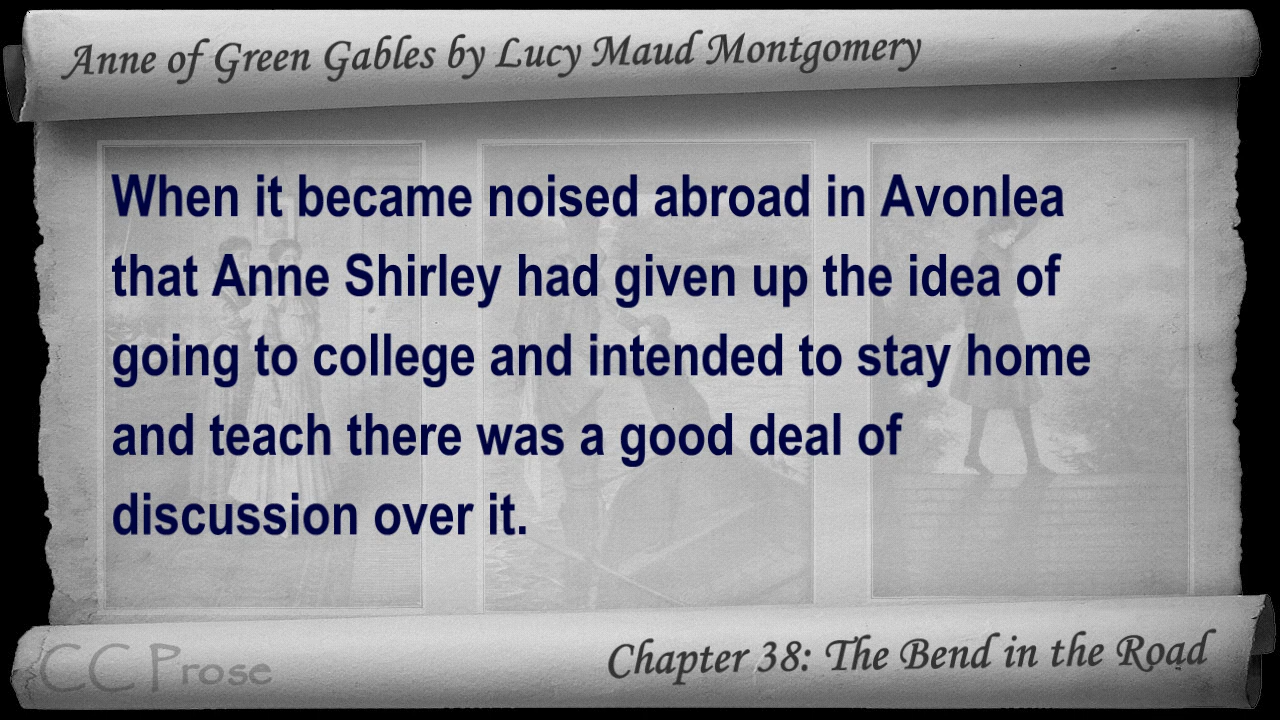 Anne of Green Gables by Lucy Maud Montgomery
When it became noised abroad in Avonlea
that Anne Shirley had given up the idea of
going to college and intended to stay home
and teach there was a good deal of
discussion over it.
CC Prose
Chapter 38: The Bend in the Road